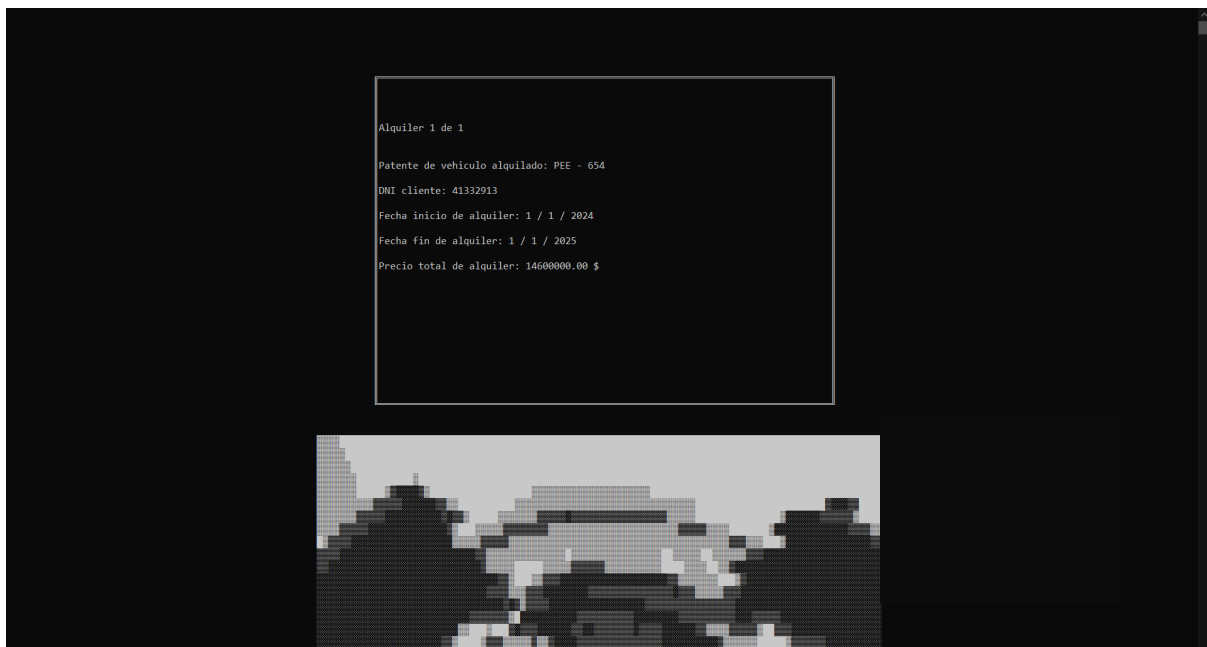 Alquiler 1 de 1
Patente de vehiculo alquilado: PEE - 654
DNI cliente: 41332913
Fecha inicio de alquiler: 1 / 1 / 2024
Fecha fin de alquiler: 1 / 1 / 2025
Precio total de alquiler: 14600000.00 $